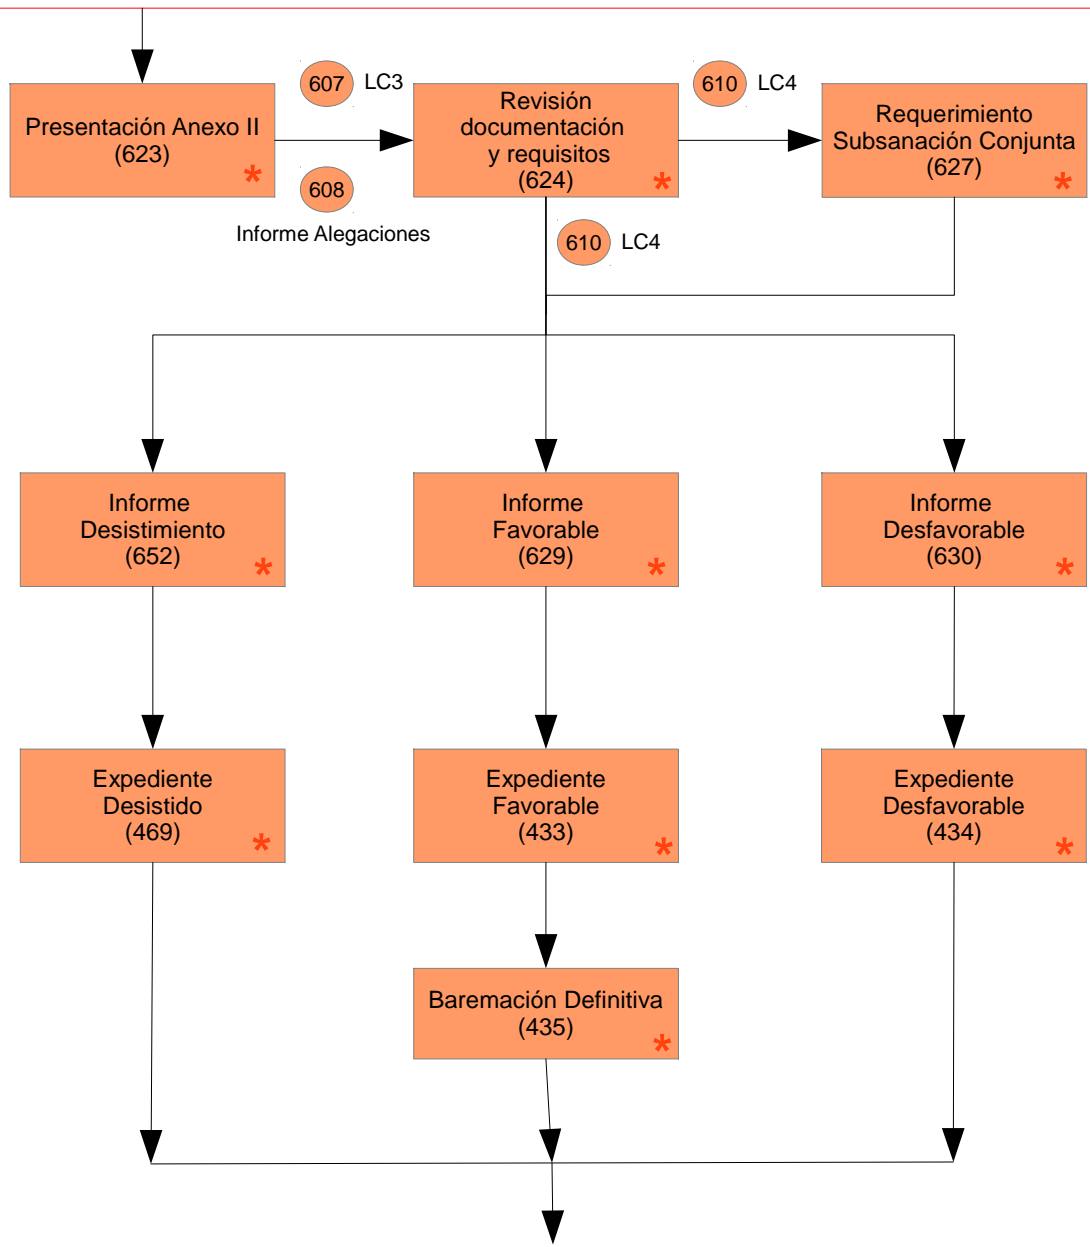 Presentación Anexo II
(623)
*
607
LC3
608
Informe Alegaciones
Revisión
documentación
y requisitos
(624)
*
610
LC4
Requerimiento
Subsanación Conjunta
(627)
*
610
LC4
Informe
Desistimiento
(652)
*
Informe
Favorable
(629)
*
Informe
Desfavorable
(630)
*
Expediente
Desistido
(469)
*
Expediente
Favorable
(433)
*
Expediente
Desfavorable
(434)
*
Baremación Definitiva
(435)
*